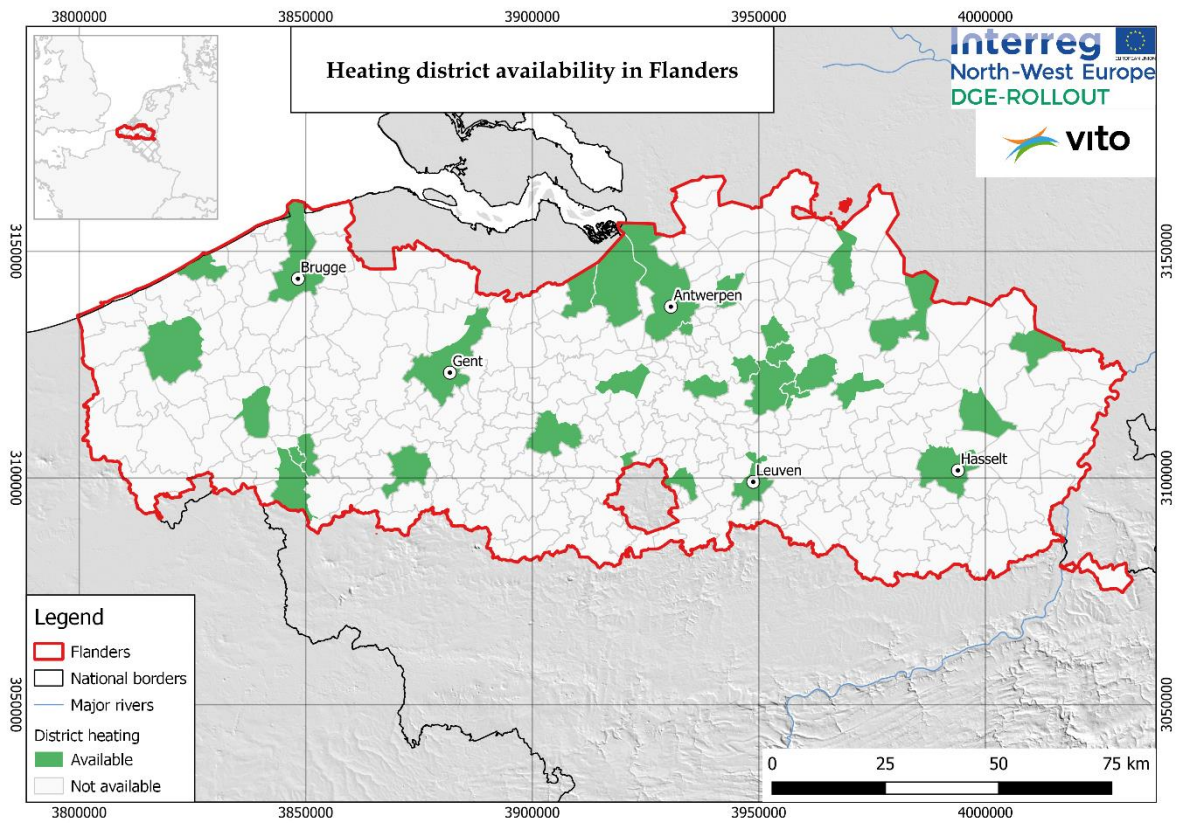 3800000 3850000 3900000 3950000 4000000
Heating district availability in Flanders
Interreg
EUROPEAN UNION
North-West Europe
DGE-ROLLOUT
vito
3150000 3150000
Brugge
Antwerpen
Gent
3100000 3100000
Leuven
Hasselt
Legend
Flanders
National borders
Major rivers
District heating
Available
Not available
3050000 3050000
0 25 50 75 km
3800000 3850000 3900000 3950000 4000000